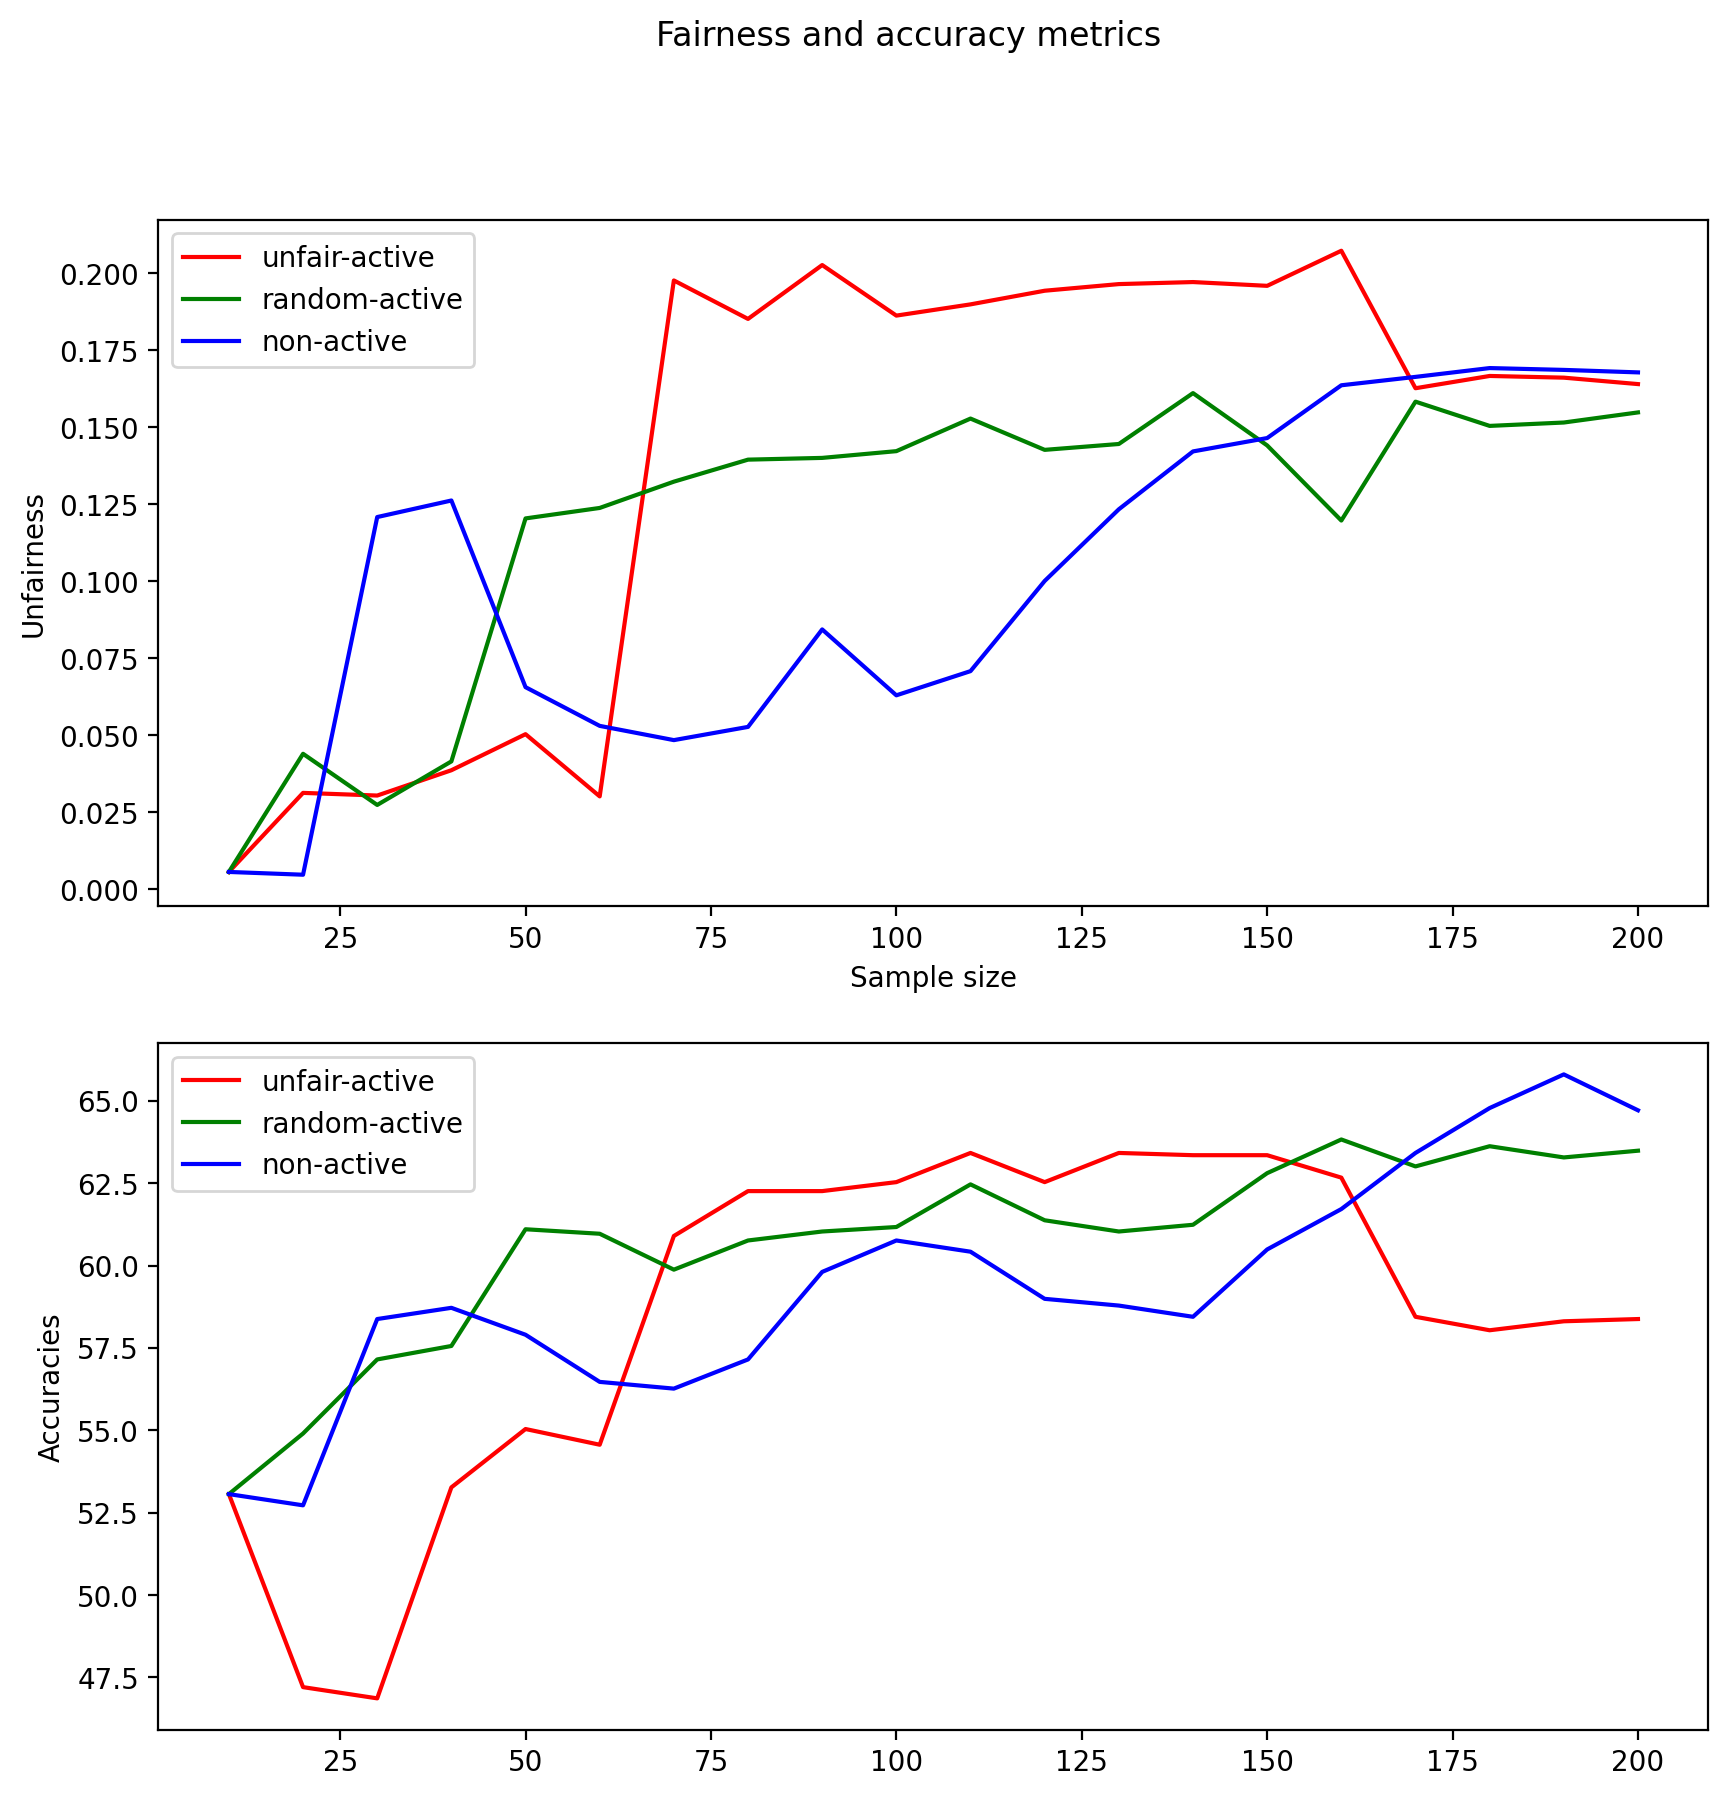 Fairness and accuracy metrics
unfair-active
random-active
non-active
0.200
0.175
0.150
0.125
0.100
0.075
0.050
0.025
0.000
Unfairness
25 50 75 100 125 150 175 200
Sample size
unfair-active
random-active
non-active
65.0
62.5
60.0
57.5
55.0
52.5
50.0
47.5
Accuracies
25 50 75 100 125 150 175 200